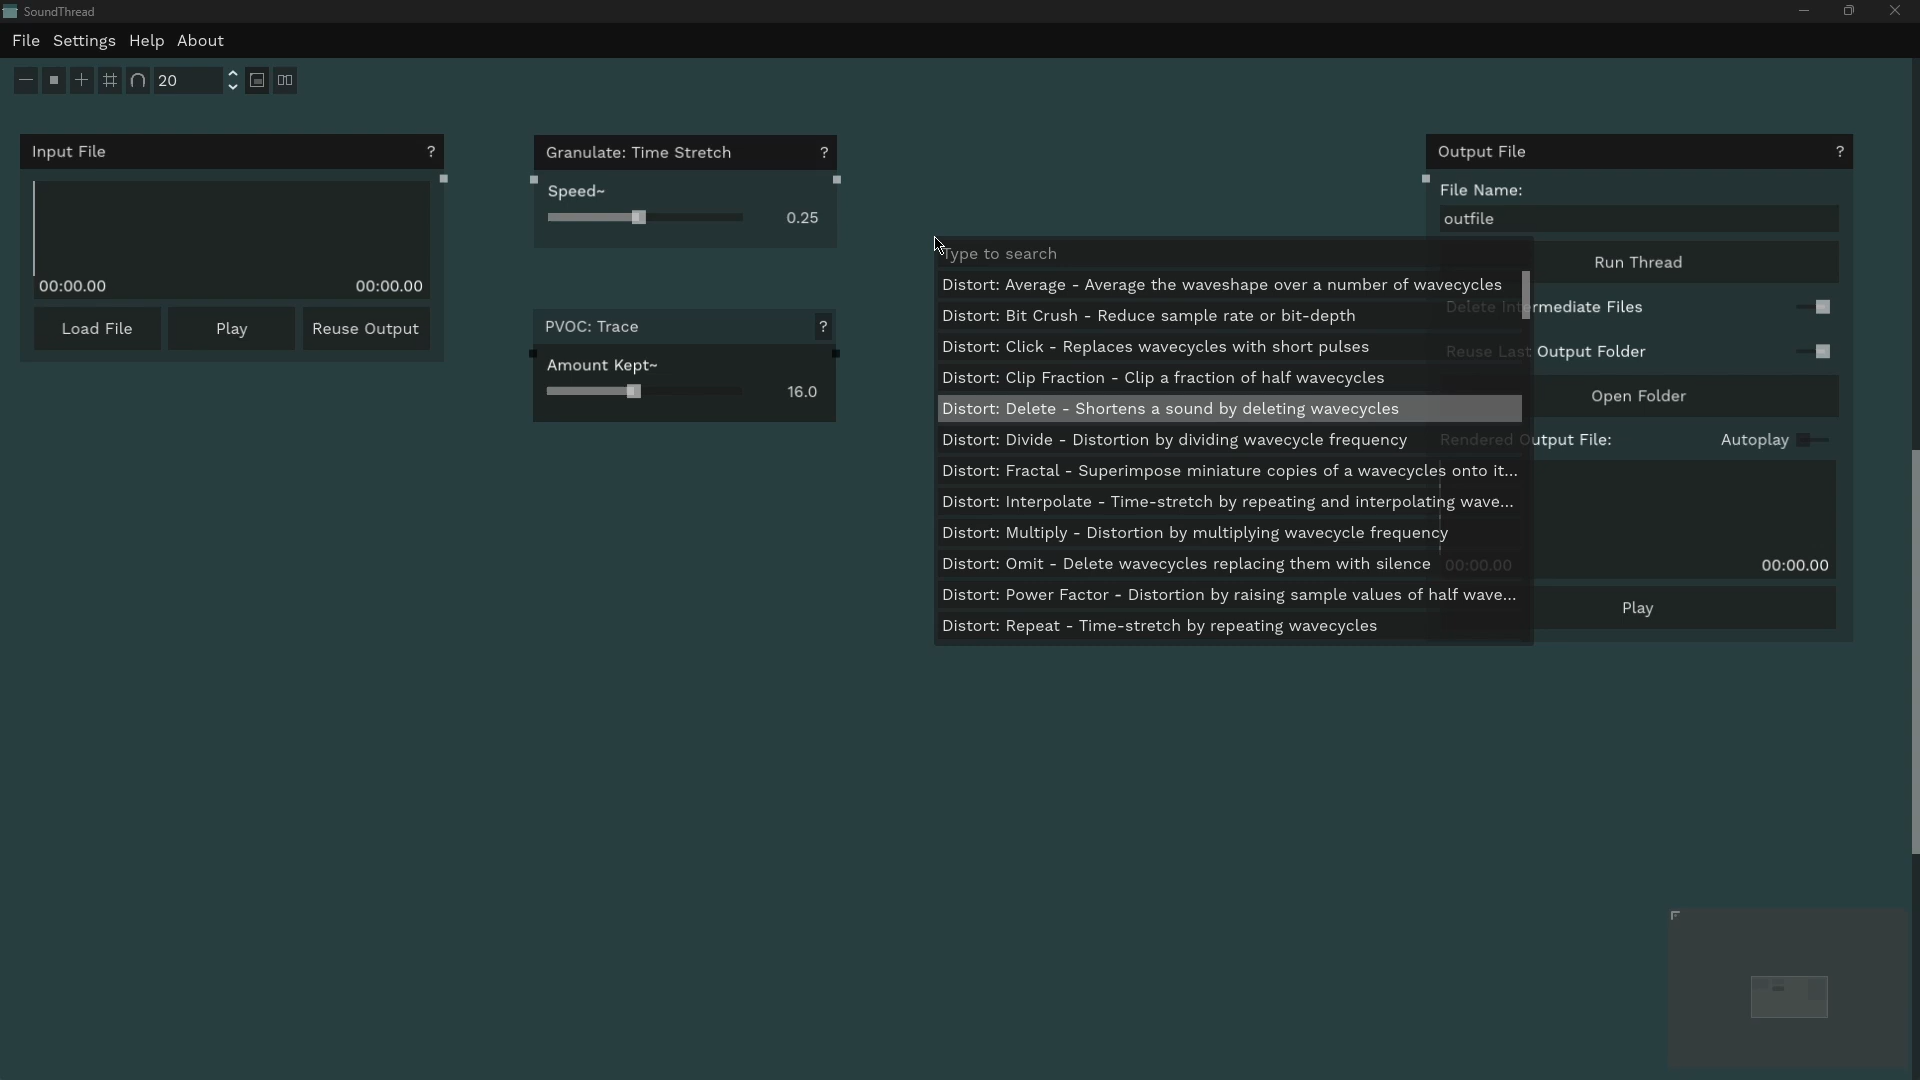 SoundThread
File Settings Help About
20
Input File ?
00:00.00 00:00.00
Load File Play Reuse Output
Granulate: Time Stretch ?
Speed~
0.25
PVOC: Trace ?
Amount Kept~
16.0
Type to search
Distort: Average - Average the waveshape over a number of wavecycles
Distort: Bit Crush - Reduce sample rate or bit-depth
Distort: Click - Replaces wavecycles with short pulses
Distort: Clip Fraction - Clip a fraction of half wavecycles
Distort: Delete - Shortens a sound by deleting wavecycles
Distort: Divide - Distortion by dividing wavecycle frequency
Distort: Fractal - Superimpose miniature copies of a wavecycles onto it...
Distort: Interpolate - Time-stretch by repeating and interpolating wave...
Distort: Multiply - Distortion by multiplying wavecycle frequency
Distort: Omit - Delete wavecycles replacing them with silence
Distort: Power Factor - Distortion by raising sample values of half wave...
Distort: Repeat - Time-stretch by repeating wavecycles
Output File ?
File Name:
outfile
Run Thread
Delete Intermediate Files
Reuse Last Output Folder
Open Folder
Rendered Output File: Autoplay
00:00.00 00:00.00
Play